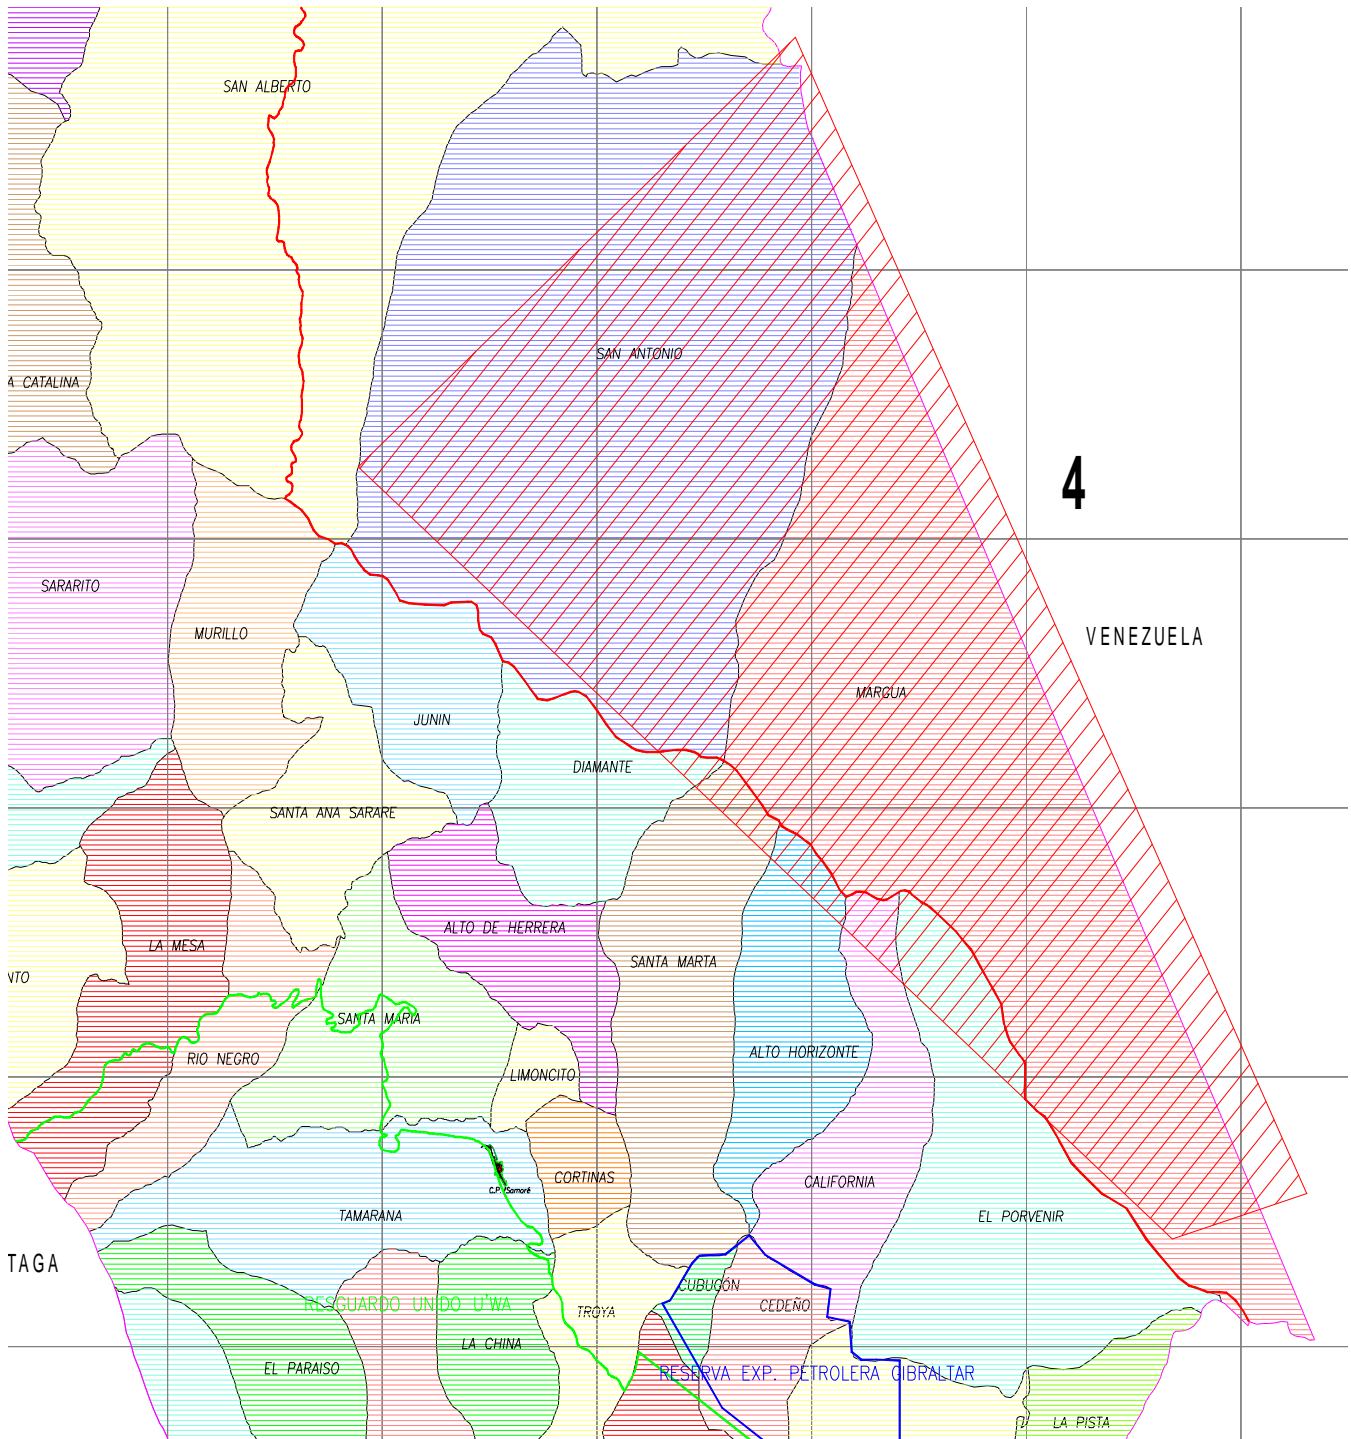 SAN ALBERTO
SAN ANTONIO
A CATALINA
4
SARARITO
MURILLO
VENEZUELA
MARGUA
JUNIN
DIAMANTE
SANTA ANA SARARE
ALTO DE HERRERA
LA MESA
SANTA MARTA
NTO
SANTA MARIA
RIO NEGRO
ALTO HORIZONTE
LIMONCITO
CORTINAS
CALIFORNIA
C.P. Samoré
TAMARANA
EL PORVENIR
TAGA
CUBUGÓN
RESGUARDO UNIDO U'WA
CEDEÑO
TROYA
LA CHINA
EL PARAISO
RESERVA EXP. PETROLERA GIBRALTAR
LA PISTA